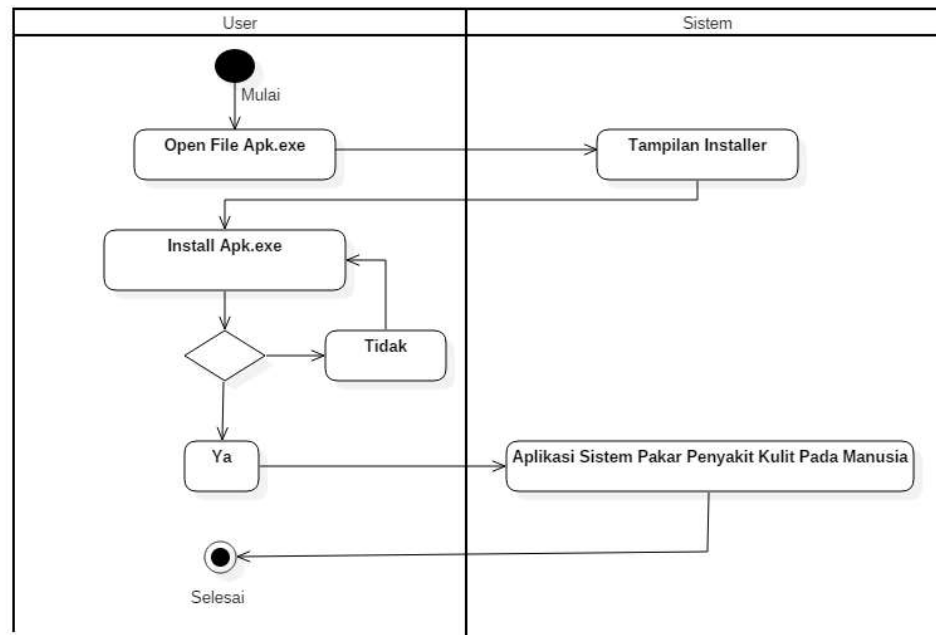 User
Sistem
Mulai
Open File Apk.exe
Tampilan Installer
Install Apk.exe
Tidak
Ya
Aplikasi Sistem Pakar Penyakit Kulit Pada Manusia
Selesai